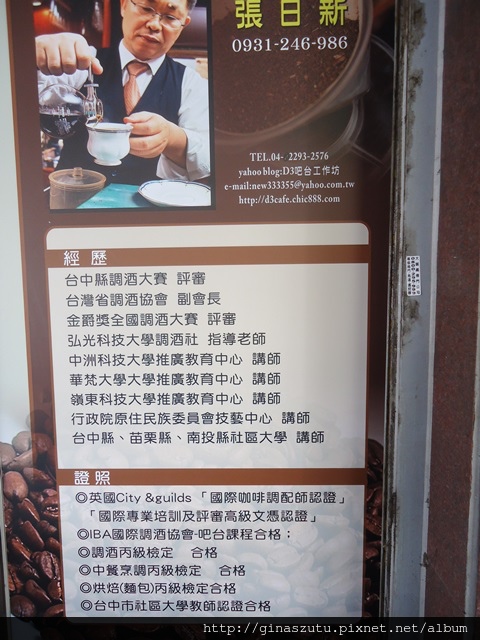 張日新
0931-246-986
TEL.04- 2293-2576
yahoo blog:D3吧台工作坊
e-mail:new333355@yahoo.com.tw
http://d3cafe.chic888.com
經歷
台中縣調酒大賽 評審
台灣省調酒協會 副會長
金爵獎全國調酒大賽 評審
弘光科技大學調酒社 指導老師
中洲科技大學推廣教育中心 講師
華梵大學大學推廣教育中心 講師
嶺東科技大學推廣教育中心 講師
行政院原住民族委員會技藝中心 講師
台中縣、苗栗縣、南投縣社區大學 講師
證照
◎英國City &guilds 「國際咖啡調配師認證」
「國際專業培訓及評審高級文憑認證」
◎IBA國際調酒協會-吧台課程合格：
◎調酒丙級檢定 合格
◎中餐烹調丙級檢定 合格
◎烘焙(麵包)丙級檢定合格
◎台中市社區大學教師認證合格
http://ginaszutu.pixnet.net/album